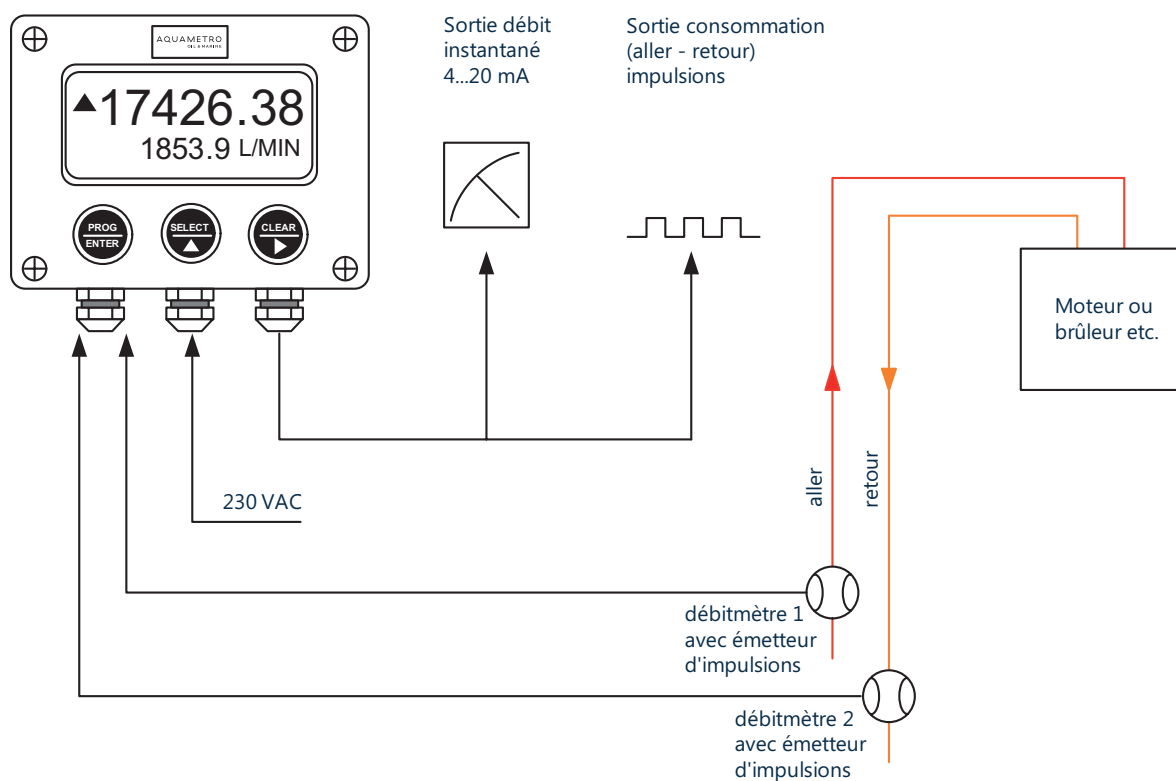 AQUAMETRO
OIL & MARINE
17426.38
1853.9 L/MIN
PROG
ENTER
SELECT
CLEAR
Sortie débit
instantané
4...20 mA
Sortie consommation
(aller - retour)
impulsions
Moteur ou
brûleur etc.
aller
retour
230 VAC
débitmètre 1
avec émetteur
d'impulsions
débitmètre 2
avec émetteur
d'impulsions